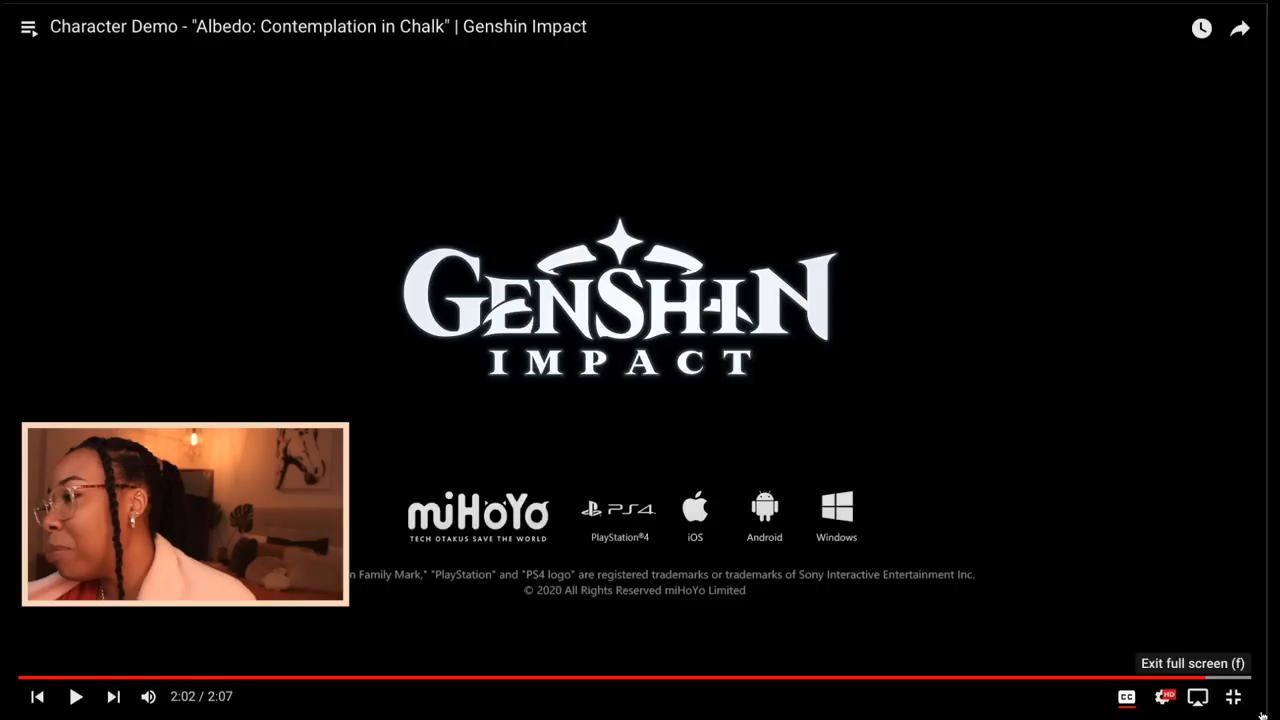 Character Demo - "Albedo: Contemplation in Chalk" | Genshin Impact
GENSHIN
IMPACT
miHoYo
TECH OTAKUS SAVE THE WORLD
PS4
PlayStation®4
iOS
Android
Windows
n Family Mark," "PlayStation" and "PS4 logo" are registered trademarks or trademarks of Sony Interactive Entertainment Inc.
© 2020 All Rights Reserved miHoYo Limited
Exit full screen (f)
2:02 / 2:07
CC
HD